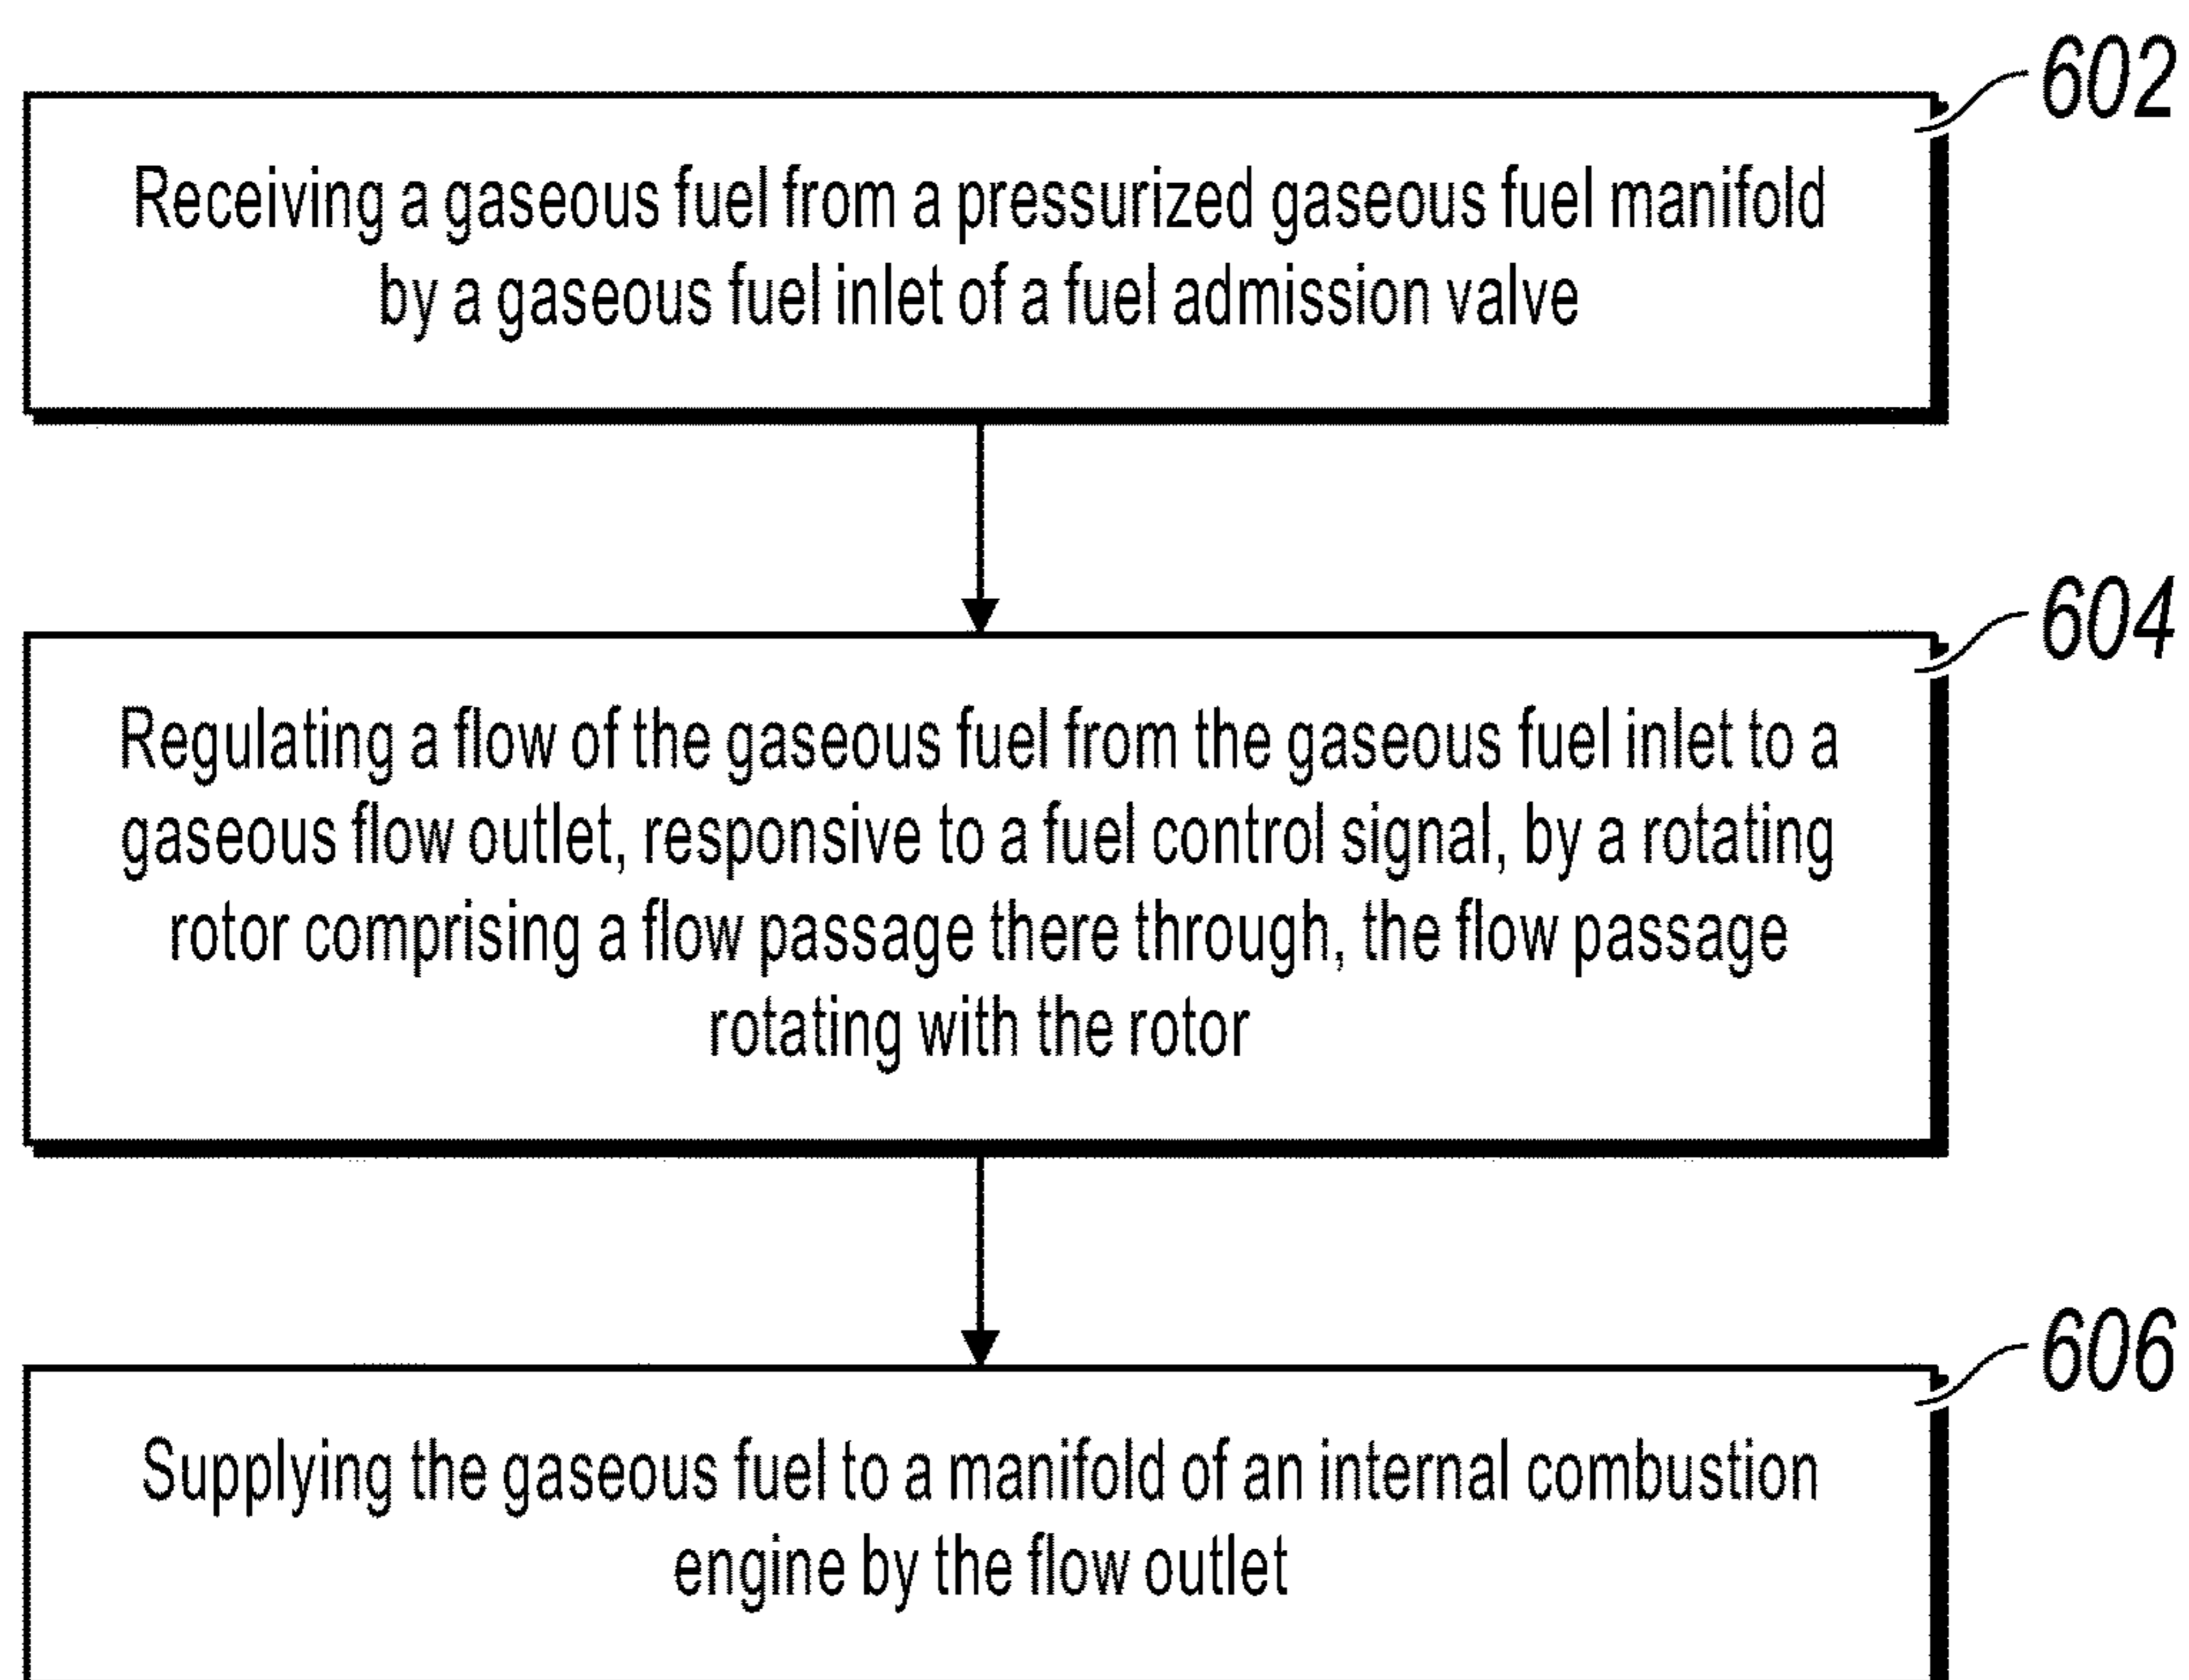 602
Receiving a gaseous fuel from a pressurized gaseous fuel manifold
by a gaseous fuel inlet of a fuel admission valve
604
Regulating a flow of the gaseous fuel from the gaseous fuel inlet to a
gaseous flow outlet, responsive to a fuel control signal, by a rotating
rotor comprising a flow passage there through, the flow passage
rotating with the rotor
606
Supplying the gaseous fuel to a manifold of an internal combustion
engine by the flow outlet